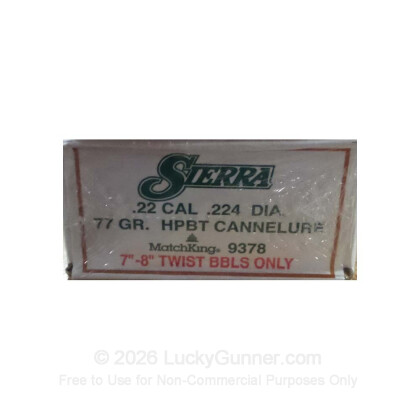 SIERRA
.22 CAL .224 DIA.
77 GR. HPBT CANNELURE
MatchKing® 9378
7"-8" TWIST BBLS ONLY
© 2026 LuckyGunner.com
Free to Use for Non-Commercial Purposes Only